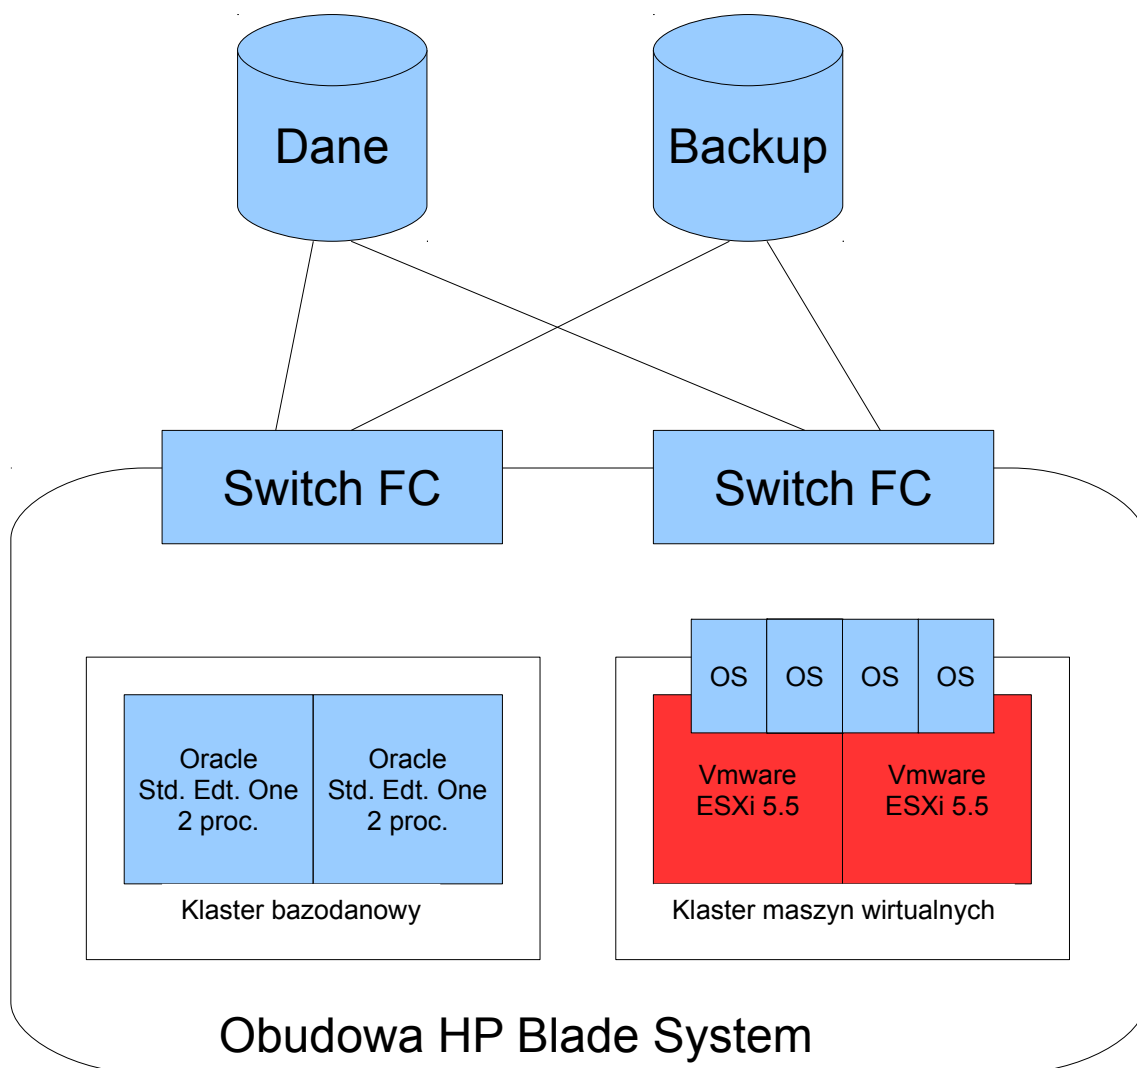 Dane
Backup
Switch FC
Switch FC
OS
OS
OS
OS
Oracle
Std. Edt. One
2 proc.
Oracle
Std. Edt. One
2 proc.
Vmware
ESXi 5.5
Vmware
ESXi 5.5
Klaster bazodanowy
Klaster maszyn wirtualnych
Obudowa HP Blade System